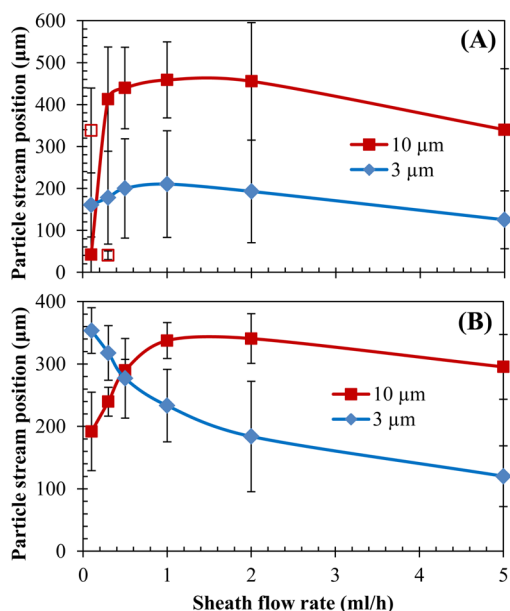 (A)
Particle stream position (µm)
600
500
400
300
200
100
0
10 µm
3 µm
(B)
Particle stream position (µm)
400
300
200
100
0
10 µm
3 µm
0 1 2 3 4 5
Sheath flow rate (ml/h)